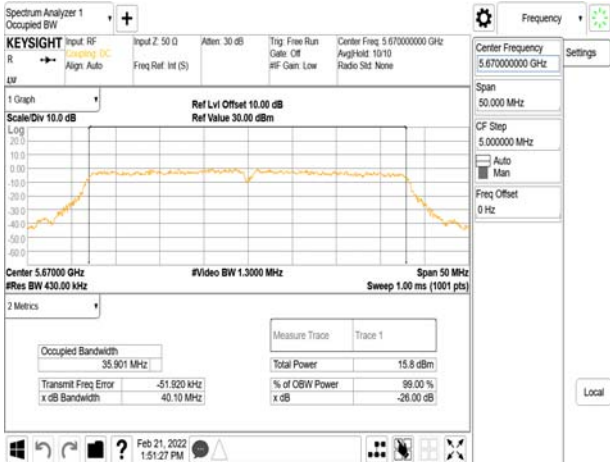 Spectrum Analyzer 1
Occupied BW
+
Frequency
KEYSIGHT
R
Input: RF
Coupling: DC
Align: Auto
Input Z: 50 Ω
Freq Ref: Int (S)
Atten: 30 dB
Trig: Free Run
Gate: Off
#IF Gain: Low
Center Freq: 5.670000000 GHz
Avg|Hold: 10/10
Radio Std: None
Center Frequency
5.670000000 GHz
Settings
Span
50.000 MHz
CF Step
5.000000 MHz
Auto
Man
Freq Offset
0 Hz
Local
1 Graph
Scale/Div 10.0 dB
Ref Lvl Offset 10.00 dB
Ref Value 30.00 dBm
Log
20.0
10.0
0.00
-10.0
-20.0
-30.0
-40.0
-50.0
-60.0
Center 5.67000 GHz
#Res BW 430.00 kHz
#Video BW 1.3000 MHz
Span 50 MHz
Sweep 1.00 ms (1001 pts)
2 Metrics
Measure Trace Trace 1
Occupied Bandwidth
35.901 MHz
Total Power 15.8 dBm
Transmit Freq Error -51.920 kHz
% of OBW Power 99.00 %
x dB Bandwidth 40.10 MHz
x dB -26.00 dB
?
Feb 21, 2022
1:51:27 PM